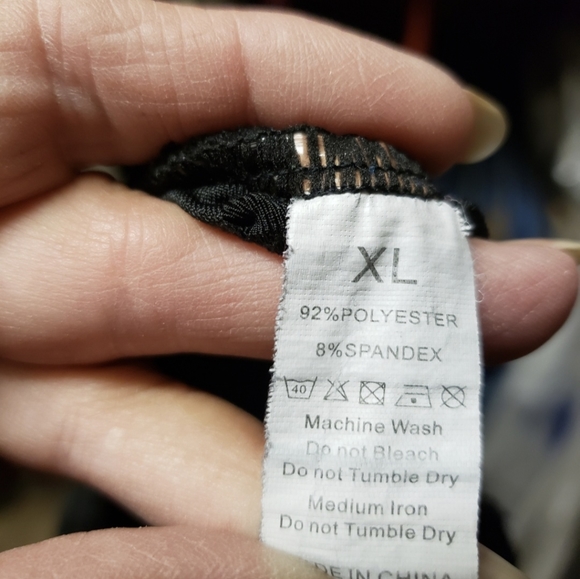 XL
92%POLYESTER
8%SPANDEX
40
Machine Wash
Do not Bleach
Do not Tumble Dry
Medium Iron
Do not Tumble Dry
DE IN CHINA